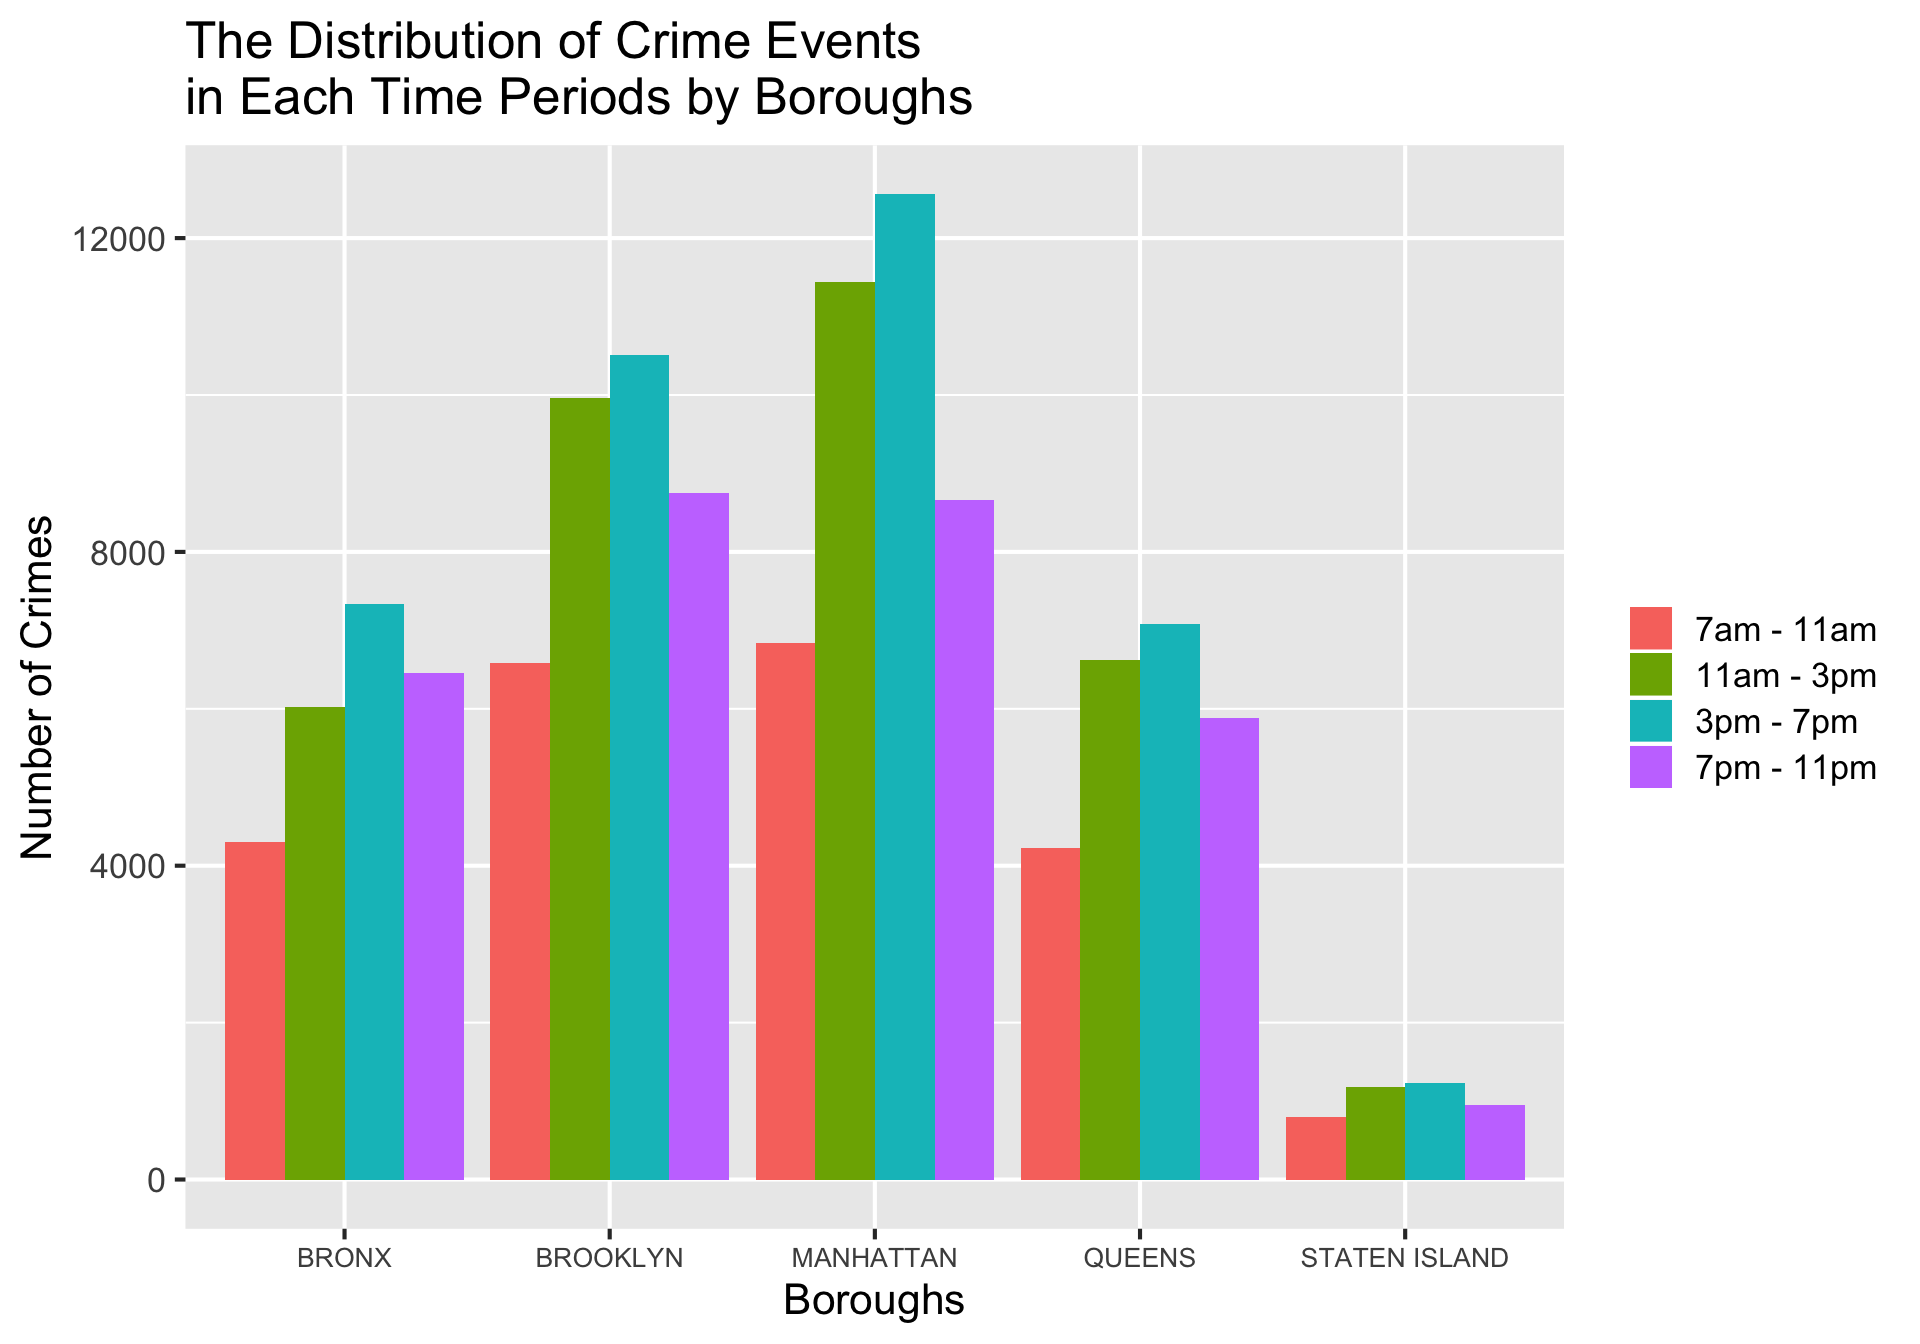 The Distribution of Crime Events
in Each Time Periods by Boroughs
Number of Crimes
12000
8000
4000
0
BRONX
BROOKLYN
MANHATTAN
QUEENS
STATEN ISLAND
Boroughs
7am - 11am
11am - 3pm
3pm - 7pm
7pm - 11pm